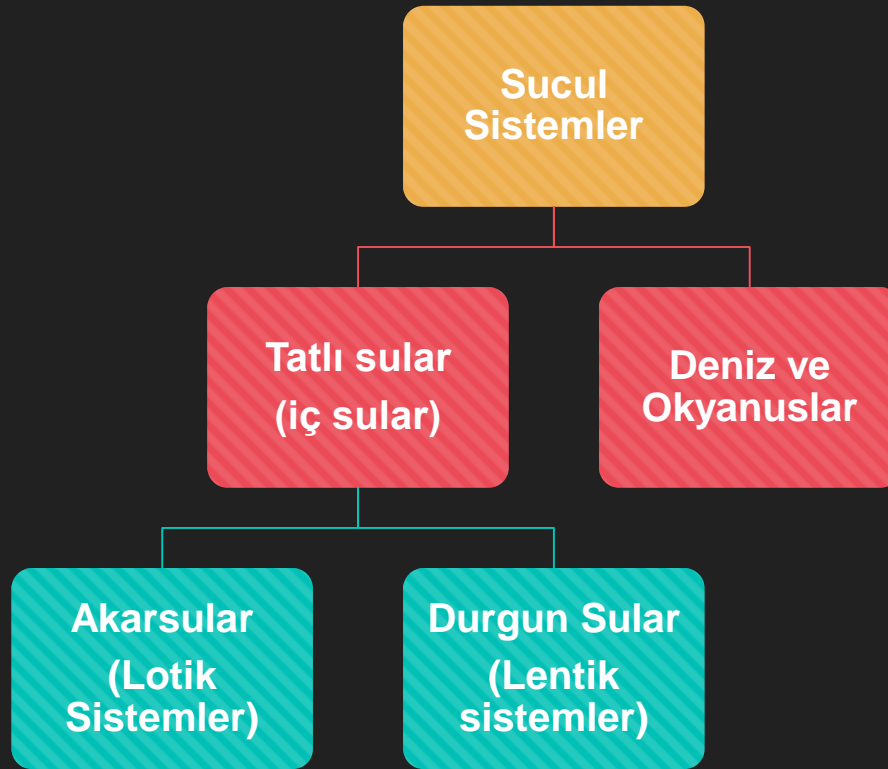 Sucul
Sistemler
Tatlı sular
(iç sular)
Deniz ve
Okyanuslar
Akarsular
(Lotik
Sistemler)
Durgun Sular
(Lentik
sistemler)